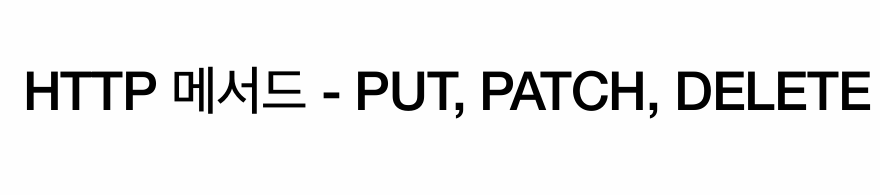 HTTP 메서드 - PUT, PATCH, DELETE